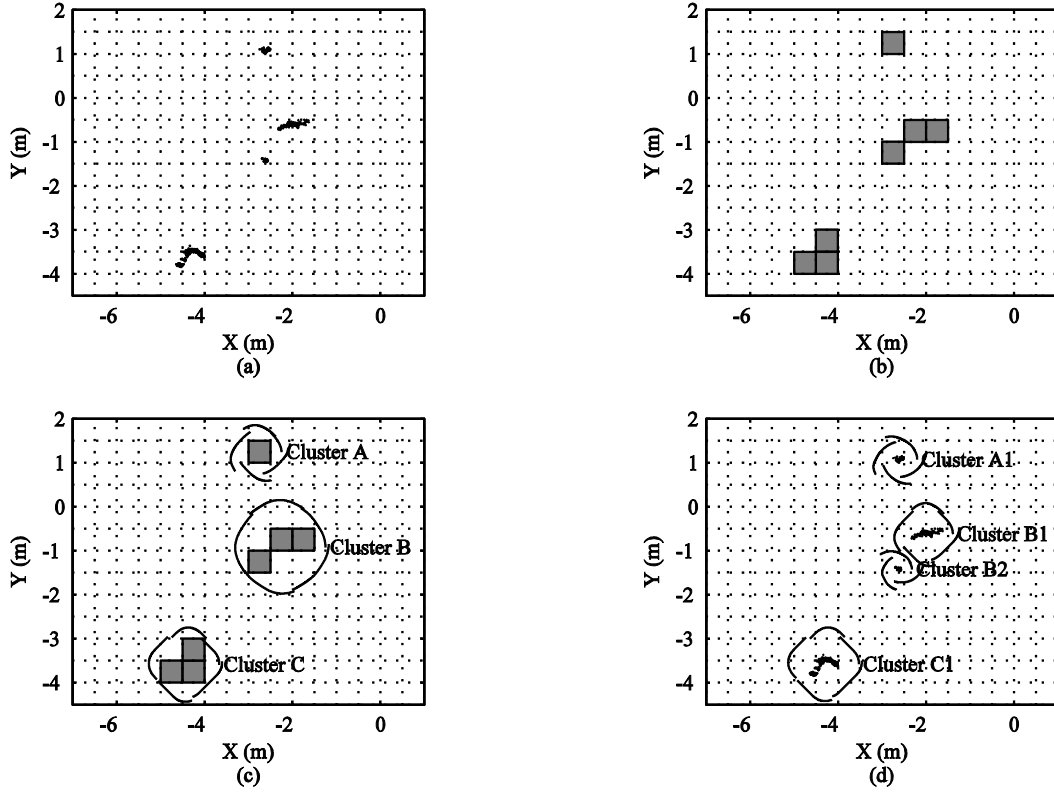 2
1
0
-1
-2
-3
-4
Y (m)
-6 -4 -2 0
X (m)
(a)
2
1
0
-1
-2
-3
-4
Y (m)
-6 -4 -2 0
X (m)
(b)
2
1
0
-1
-2
-3
-4
Y (m)
Cluster A
Cluster B
Cluster C
-6 -4 -2 0
X (m)
(c)
2
1
0
-1
-2
-3
-4
Y (m)
Cluster A1
Cluster B1
Cluster B2
Cluster C1
-6 -4 -2 0
X (m)
(d)